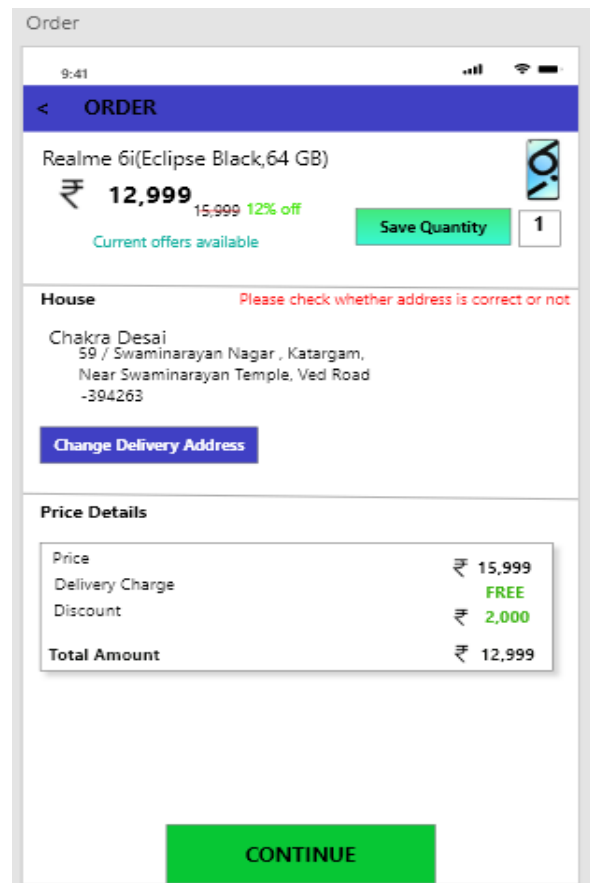 Order
9:41
< ORDER
Realme 6i(Eclipse Black,64 GB)
₹ 12,999 15,999 12% off
Current offers available
Save Quantity 1
6i
House Please check whether address is correct or not
Chakra Desai
59 / Swaminarayan Nagar , Katargam,
Near Swaminarayan Temple, Ved Road
-394263
Change Delivery Address
Price Details
Price ₹ 15,999
Delivery Charge FREE
Discount ₹ 2,000
Total Amount ₹ 12,999
CONTINUE